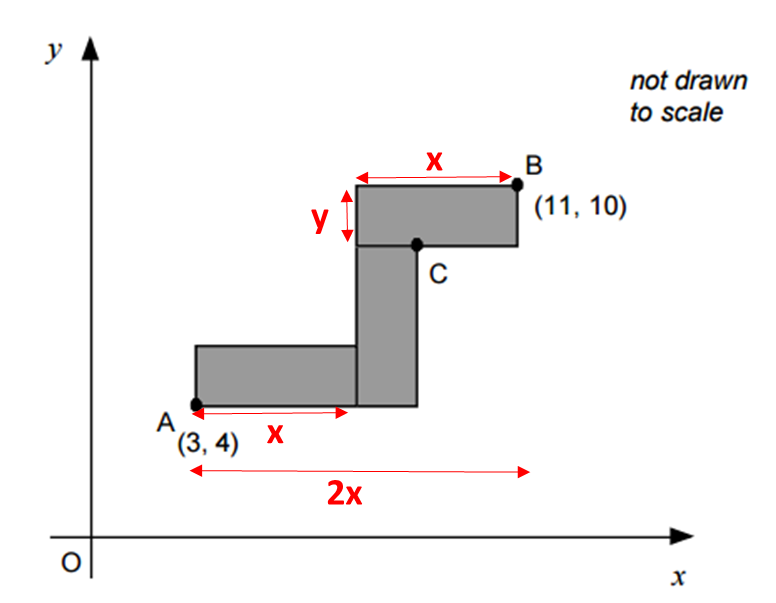 y
not drawn
to scale
x
B
y
(11, 10)
C
A
(3, 4)
x
2x
O
x